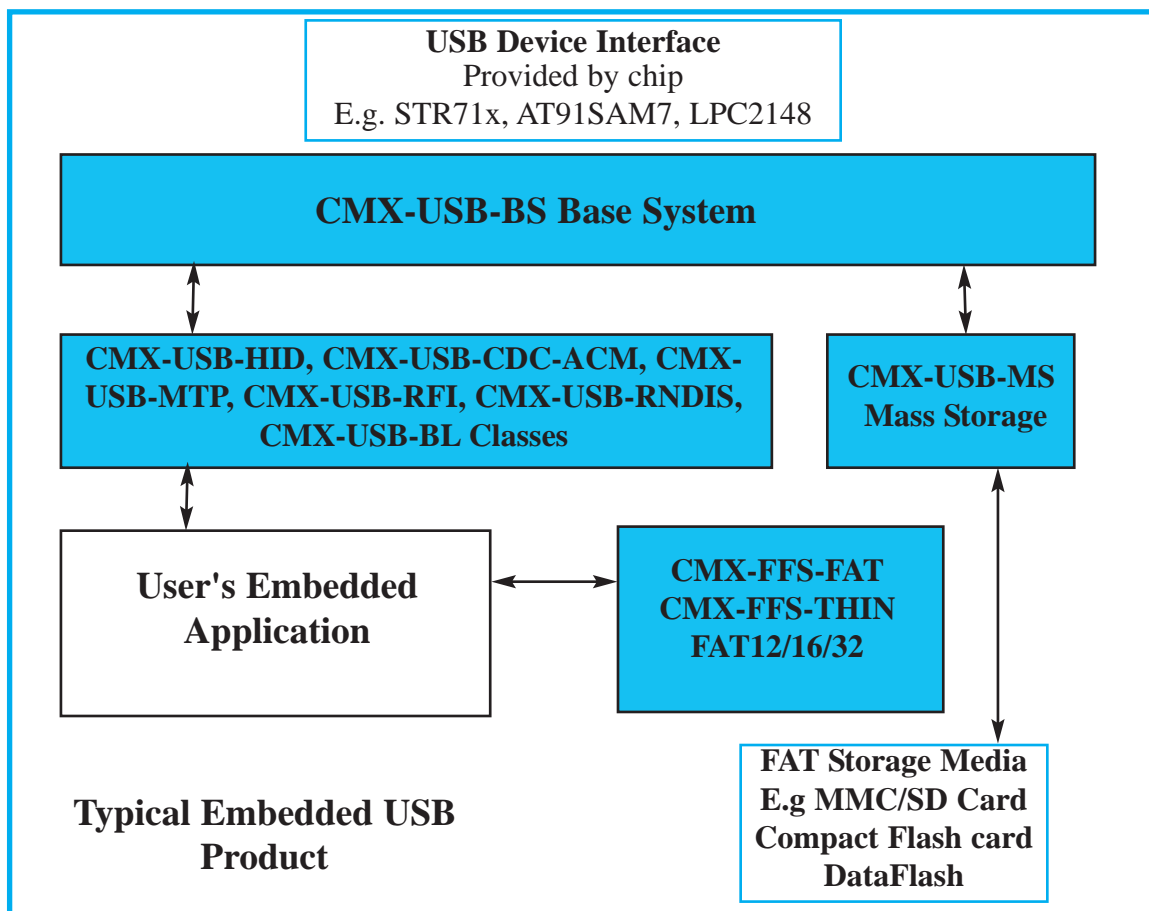 USB Device Interface
Provided by chip
E.g. STR71x, AT91SAM7, LPC2148
CMX-USB-BS Base System
CMX-USB-HID, CMX-USB-CDC-ACM, CMX-
USB-MTP, CMX-USB-RFI, CMX-USB-RNDIS,
CMX-USB-BL Classes
CMX-USB-MS
Mass Storage
User's Embedded
Application
CMX-FFS-FAT
CMX-FFS-THIN
FAT12/16/32
FAT Storage Media
E.g MMC/SD Card
Compact Flash card
DataFlash
Typical Embedded USB
Product